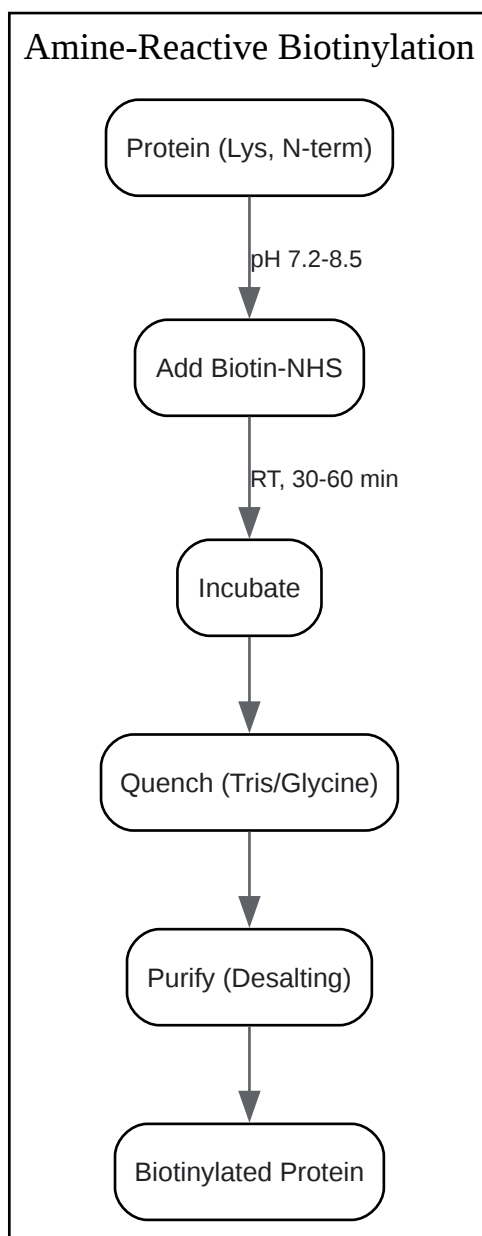 Amine-Reactive Biotinylation
Protein (Lys, N-term)
pH 7.2-8.5
Add Biotin-NHS
RT, 30-60 min
Incubate
Quench (Tris/Glycine)
Purify (Desalting)
Biotinylated Protein